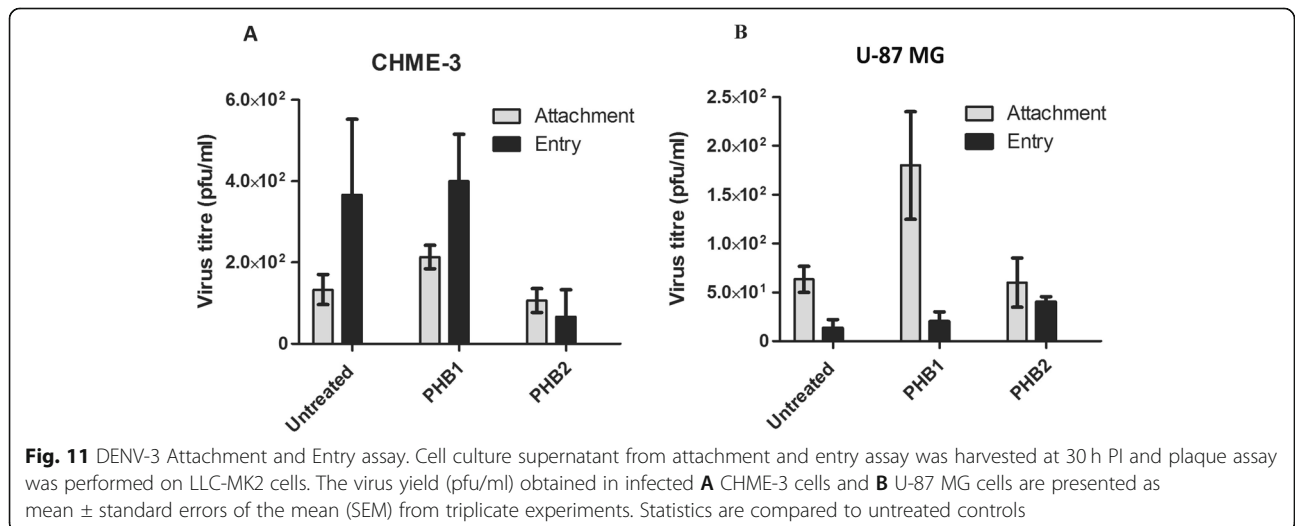 A
CHME-3
6.0×10²
4.0×10²
2.0×10²
0
Virus titre (pfu/ml)
Attachment
Entry
Untreated
PHB1
PHB2
B
U-87 MG
2.5×10²
2.0×10²
1.5×10²
1.0×10²
5.0×10¹
0
Virus titre (pfu/ml)
Attachment
Entry
Untreated
PHB1
PHB2
Fig. 11 DENV-3 Attachment and Entry assay. Cell culture supernatant from attachment and entry assay was harvested at 30 h PI and plaque assay
was performed on LLC-MK2 cells. The virus yield (pfu/ml) obtained in infected A CHME-3 cells and B U-87 MG cells are presented as
mean ± standard errors of the mean (SEM) from triplicate experiments. Statistics are compared to untreated controls